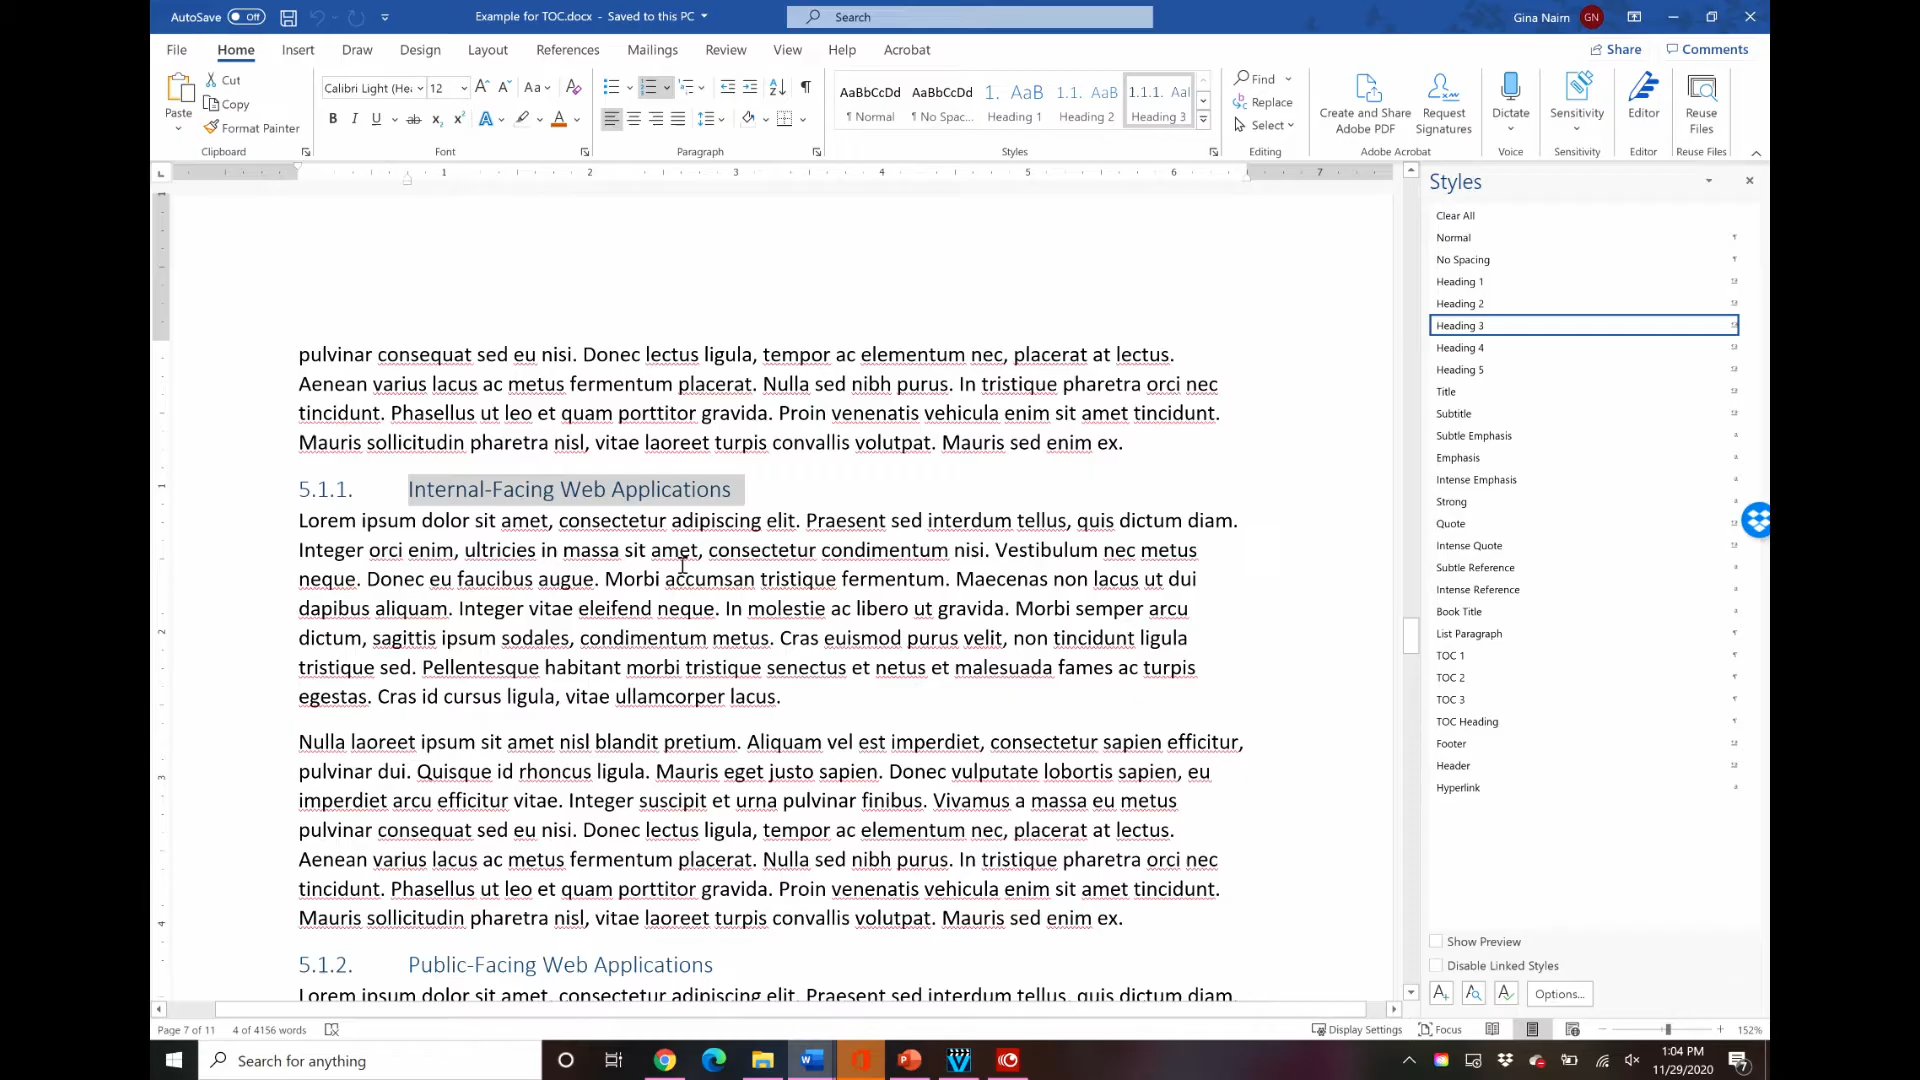 AutoSave Off Example for TOC.docx - Saved to this PC Search Gina Nairn GN
File Home Insert Draw Design Layout References Mailings Review View Help Acrobat Share Comments
Paste Cut Copy Format Painter
Clipboard
Calibri Light (He 12
Font
Paragraph
AaBbCcDd ¶ Normal
AaBbCcDd ¶ No Spac...
1. AaB Heading 1
1.1. AaB Heading 2
1.1.1. Aal Heading 3
Styles
Find
Replace
Select
Editing
Create and Share Adobe PDF
Request Signatures
Adobe Acrobat
Dictate
Voice
Sensitivity
Sensitivity
Editor
Editor
Reuse Files
Reuse Files
1 2 3 4 5 6 7
pulvinar consequat sed eu nisi. Donec lectus ligula, tempor ac elementum nec, placerat at lectus.
Aenean varius lacus ac metus fermentum placerat. Nulla sed nibh purus. In tristique pharetra orci nec
tincidunt. Phasellus ut leo et quam porttitor gravida. Proin venenatis vehicula enim sit amet tincidunt.
Mauris sollicitudin pharetra nisl, vitae laoreet turpis convallis volutpat. Mauris sed enim ex.
5.1.1. Internal-Facing Web Applications
Lorem ipsum dolor sit amet, consectetur adipiscing elit. Praesent sed interdum tellus, quis dictum diam.
Integer orci enim, ultricies in massa sit amet, consectetur condimentum nisi. Vestibulum nec metus
neque. Donec eu faucibus augue. Morbi accumsan tristique fermentum. Maecenas non lacus ut dui
dapibus aliquam. Integer vitae eleifend neque. In molestie ac libero ut gravida. Morbi semper arcu
dictum, sagittis ipsum sodales, condimentum metus. Cras euismod purus velit, non tincidunt ligula
tristique sed. Pellentesque habitant morbi tristique senectus et netus et malesuada fames ac turpis
egestas. Cras id cursus ligula, vitae ullamcorper lacus.
Nulla laoreet ipsum sit amet nisl blandit pretium. Aliquam vel est imperdiet, consectetur sapien efficitur,
pulvinar dui. Quisque id rhoncus ligula. Mauris eget justo sapien. Donec vulputate lobortis sapien, eu
imperdiet arcu efficitur vitae. Integer suscipit et urna pulvinar finibus. Vivamus a massa eu metus
pulvinar consequat sed eu nisi. Donec lectus ligula, tempor ac elementum nec, placerat at lectus.
Aenean varius lacus ac metus fermentum placerat. Nulla sed nibh purus. In tristique pharetra orci nec
tincidunt. Phasellus ut leo et quam porttitor gravida. Proin venenatis vehicula enim sit amet tincidunt.
Mauris sollicitudin pharetra nisl, vitae laoreet turpis convallis volutpat. Mauris sed enim ex.
5.1.2. Public-Facing Web Applications
Lorem ipsum dolor sit amet, consectetur adipiscing elit. Praesent sed interdum tellus, quis dictum diam.
Styles
Clear All
Normal
No Spacing
Heading 1
Heading 2
Heading 3
Heading 4
Heading 5
Title
Subtitle
Subtle Emphasis
Emphasis
Intense Emphasis
Strong
Quote
Intense Quote
Subtle Reference
Intense Reference
Book Title
List Paragraph
TOC 1
TOC 2
TOC 3
TOC Heading
Footer
Header
Hyperlink
Show Preview
Disable Linked Styles
Options...
Page 7 of 11 4 of 4156 words Display Settings Focus 152%
Search for anything 1:04 PM
11/29/2020 7